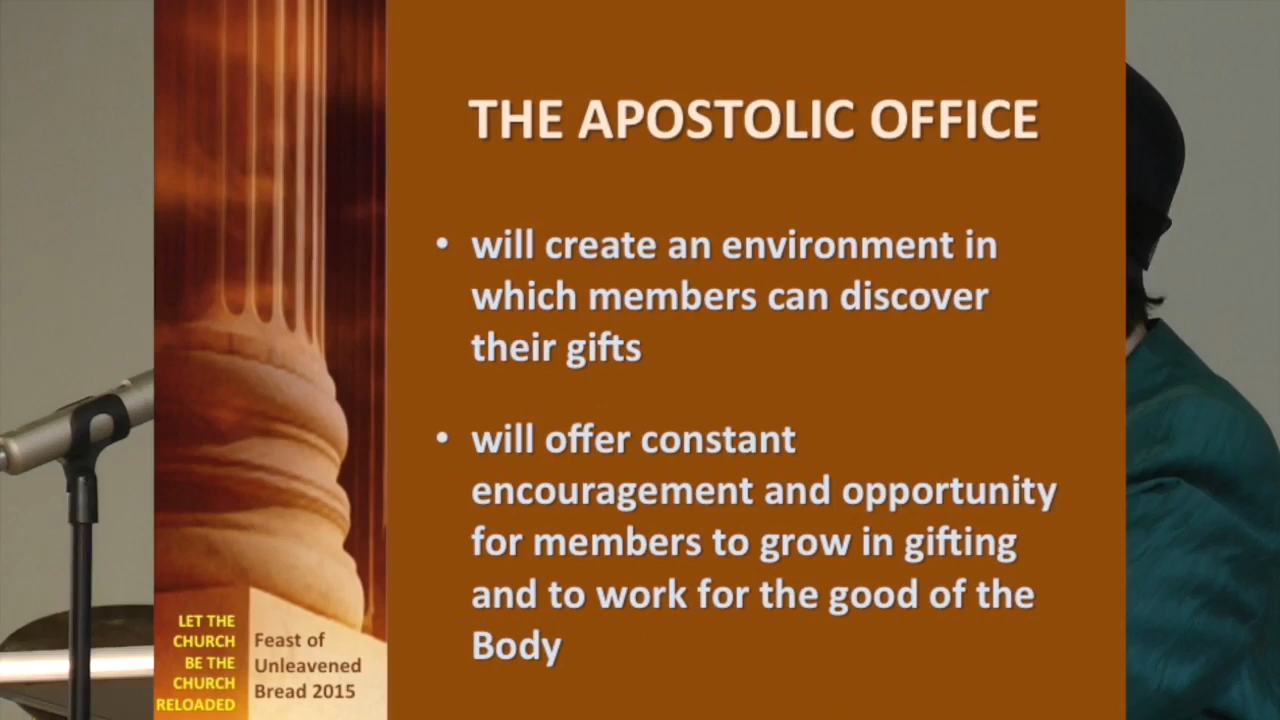 THE APOSTOLIC OFFICE
• will create an environment in
which members can discover
their gifts
• will offer constant
encouragement and opportunity
for members to grow in gifting
and to work for the good of the
Body
LET THE
CHURCH
BE THE
CHURCH
RELOADED
Feast of
Unleavened
Bread 2015